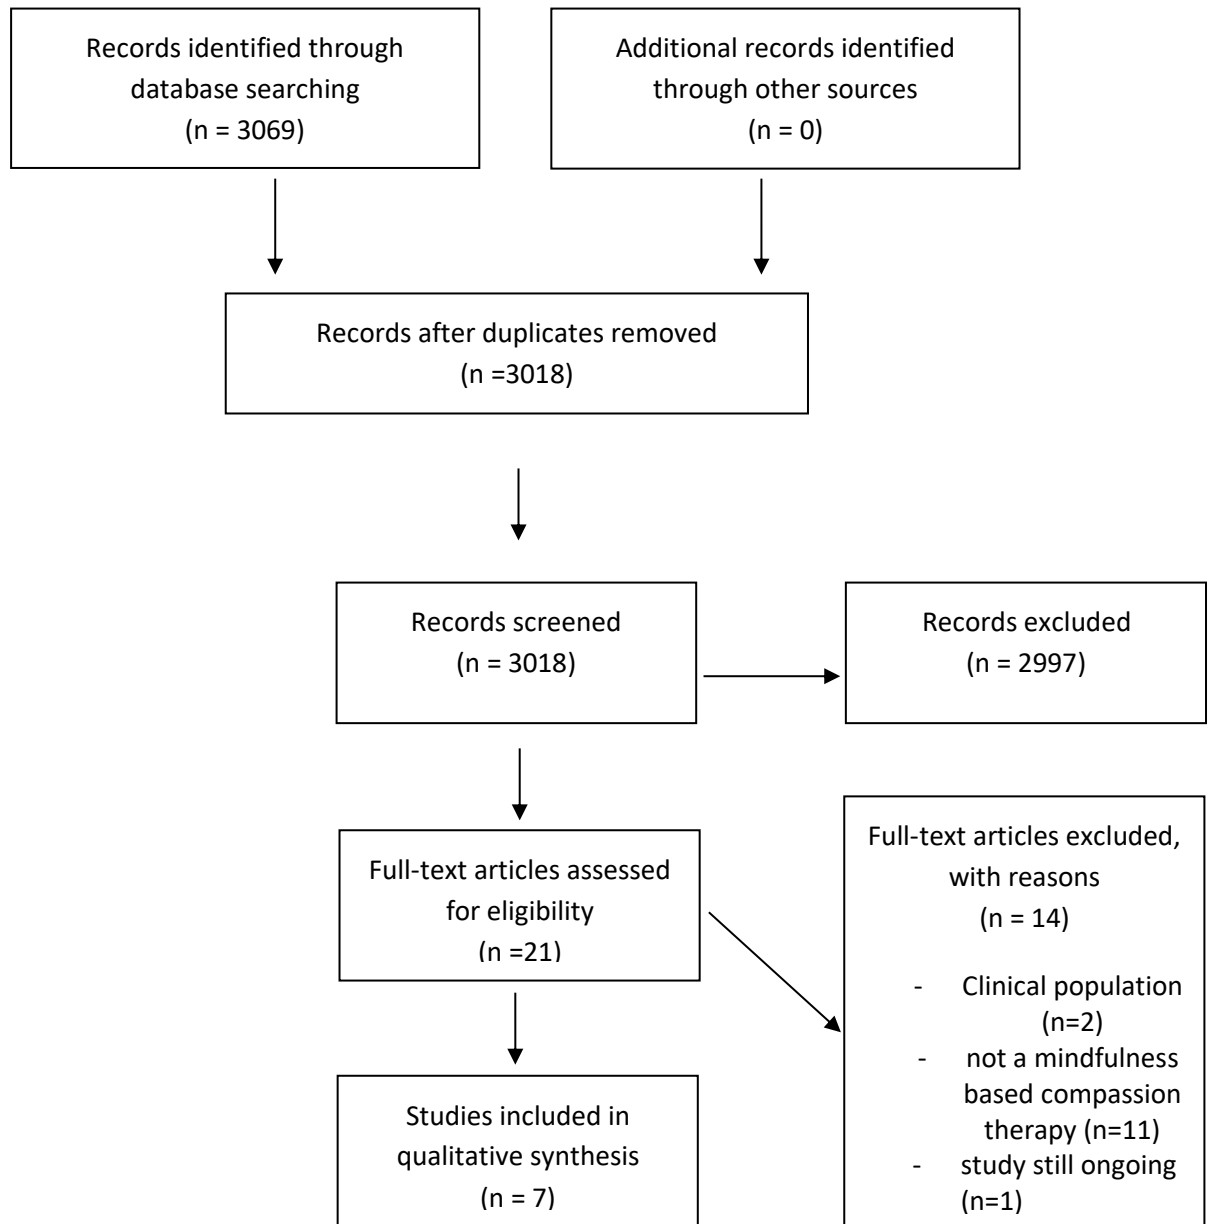 Records identified through
database searching
(n = 3069)
Additional records identified
through other sources
(n = 0)
Records after duplicates removed
(n =3018)
Records screened
(n = 3018)
Records excluded
(n = 2997)
Full-text articles assessed
for eligibility
(n =21)
Full-text articles excluded,
with reasons
(n = 14)
- Clinical population
(n=2)
- not a mindfulness
based compassion
therapy (n=11)
- study still ongoing
(n=1)
Studies included in
qualitative synthesis
(n = 7)